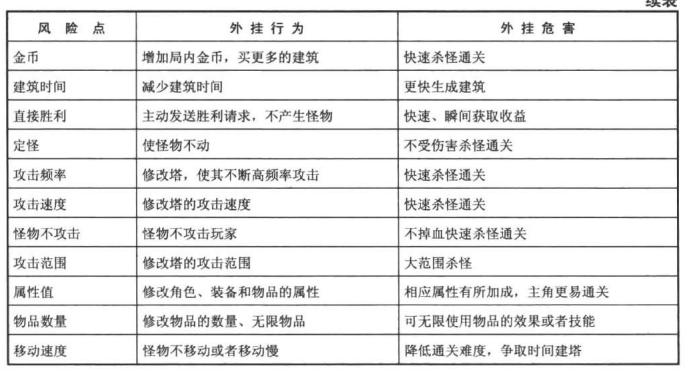 续表
风 险 点 外 挂 行 为 外 挂 危 害
金币 增加局内金币，买更多的建筑 快速杀怪通关
建筑时间 减少建筑时间 更快生成建筑
直接胜利 主动发送胜利请求，不产生怪物 快速、瞬间获取收益
定怪 使怪物不动 不受伤害杀怪通关
攻击频率 修改塔，使其不断高频率攻击 快速杀怪通关
攻击速度 修改塔的攻击速度 快速杀怪通关
怪物不攻击 怪物不攻击玩家 不掉血快速杀怪通关
攻击范围 修改塔的攻击范围 大范围杀怪
属性值 修改角色、装备和物品的属性 相应属性有所加成，主角更易通关
物品数量 修改物品的数量、无限物品 可无限使用物品的效果或者技能
移动速度 怪物不移动或者移动慢 降低通关难度，争取时间建塔